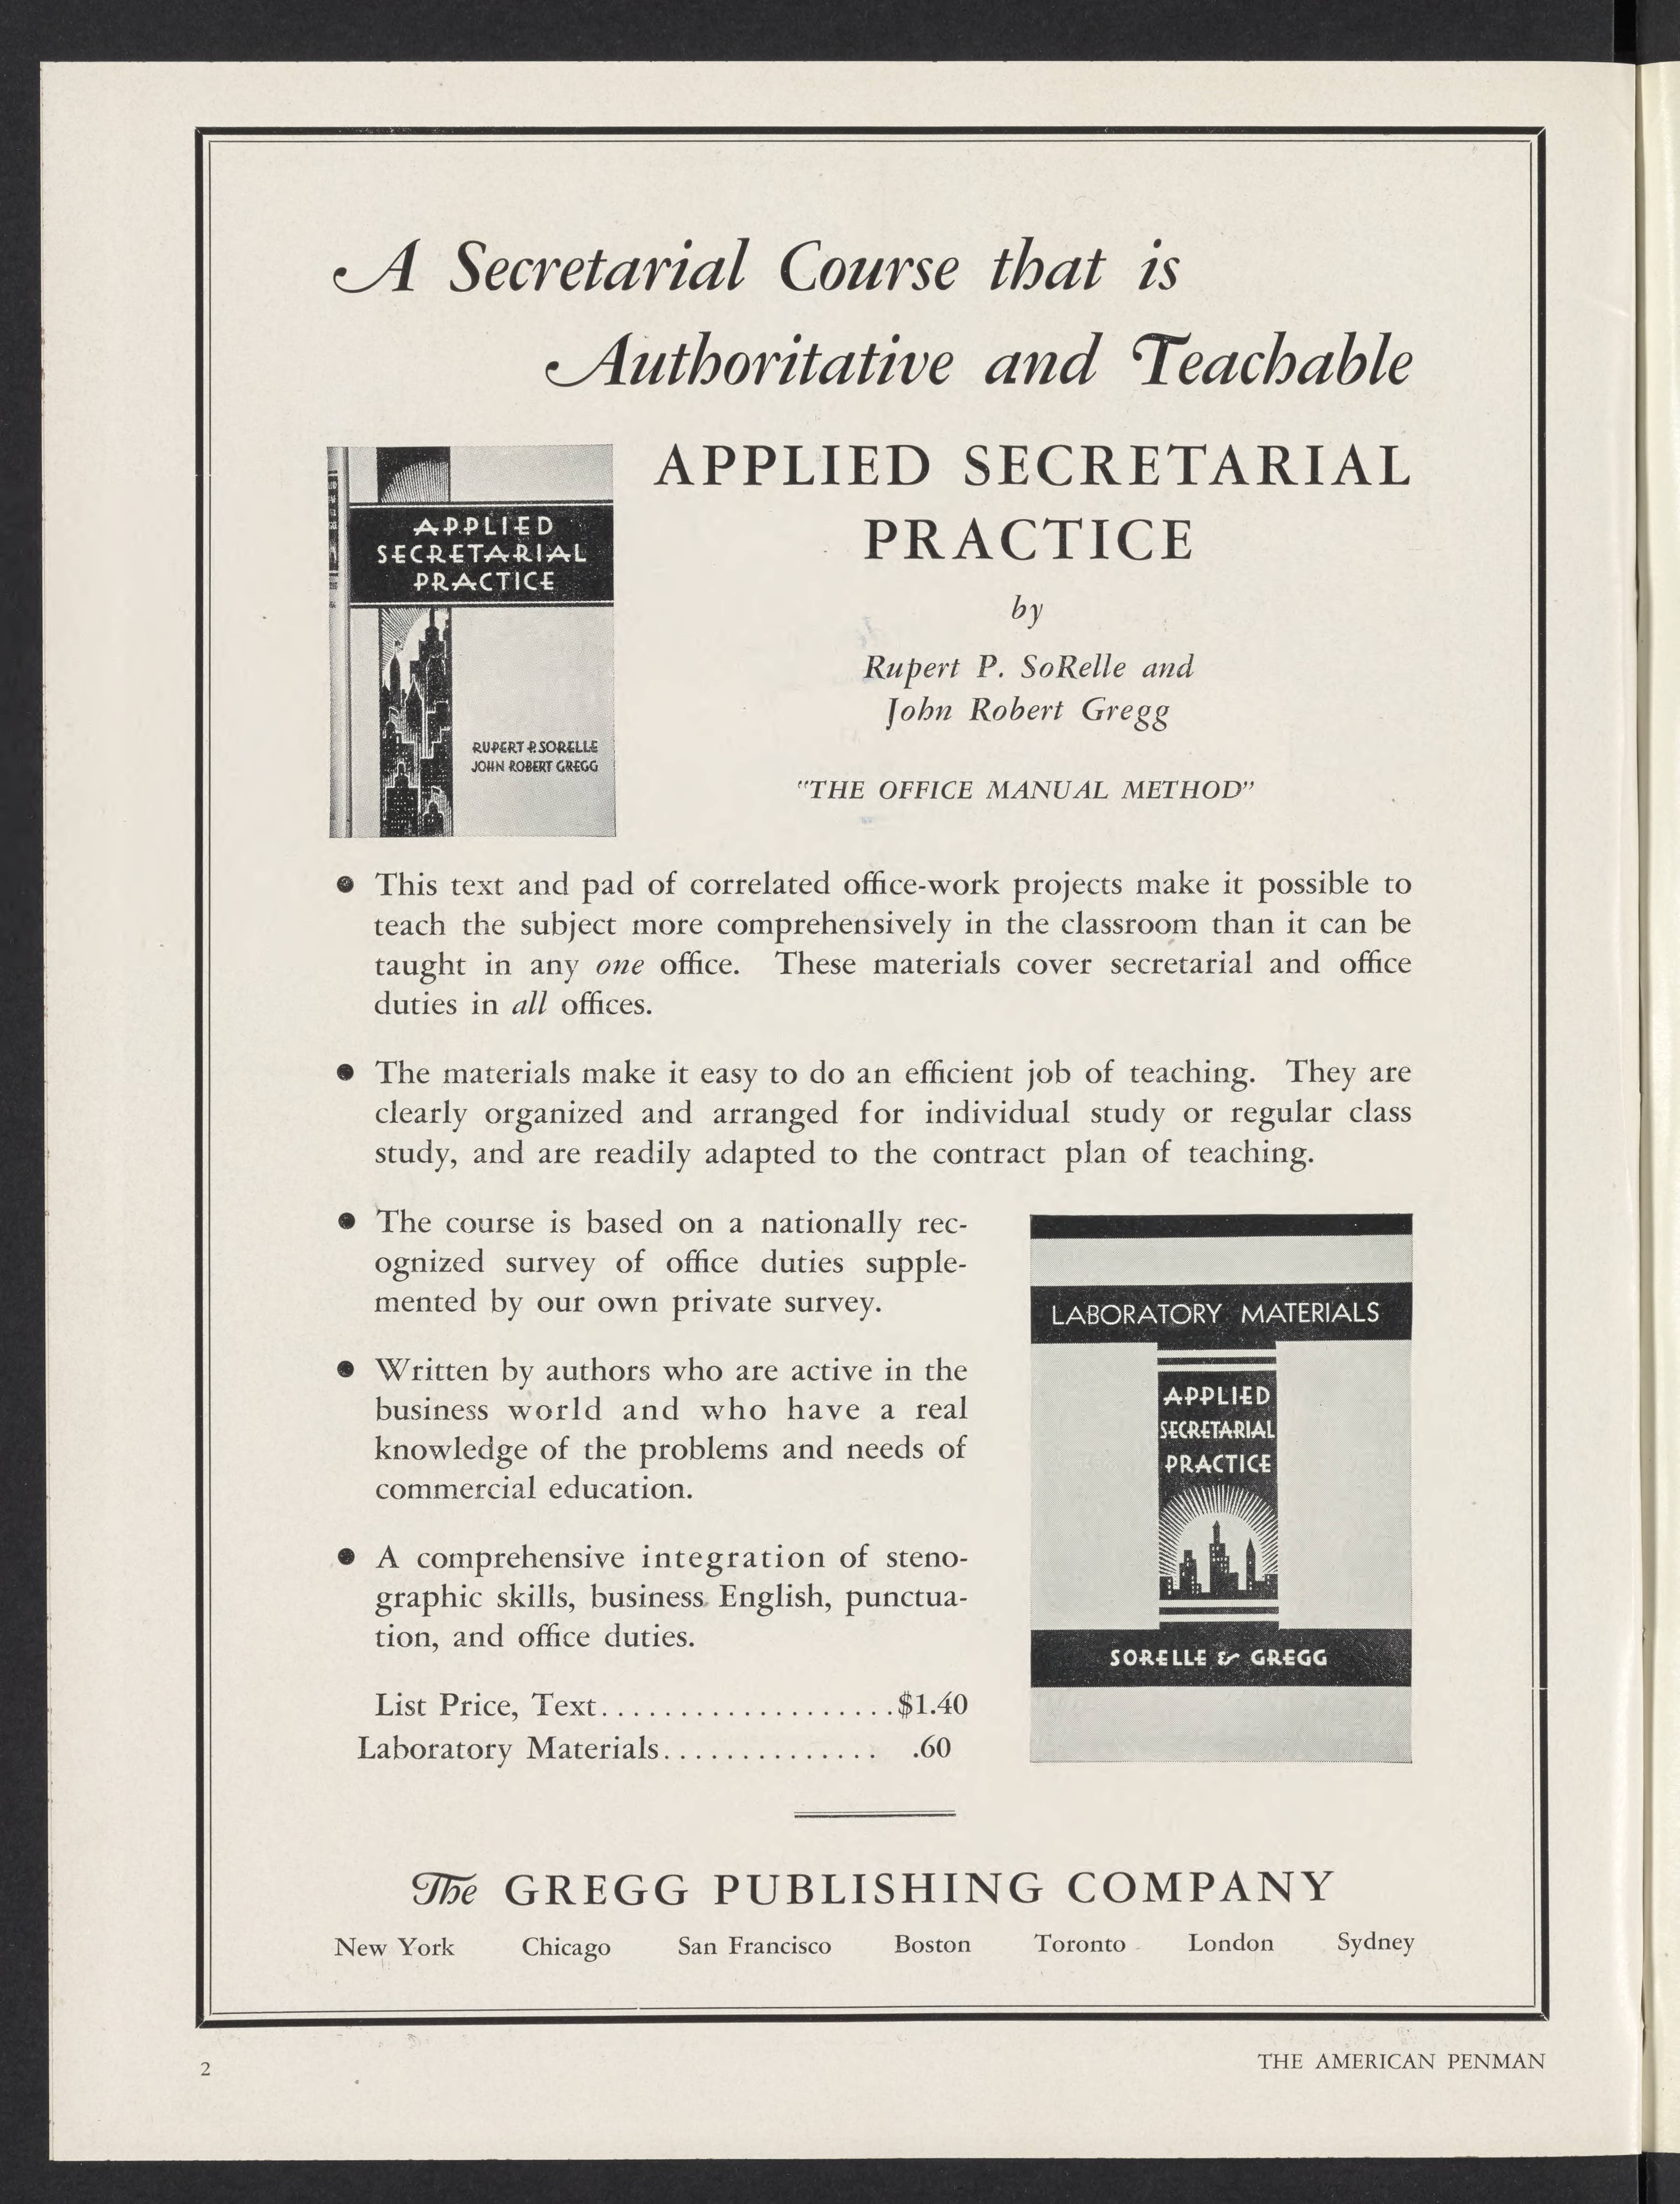 A Secretarial Course that is
Authoritative and Teachable
APPLIED
SECRETARIAL
PRACTICE
RUPERT P. SORELLE
JOHN ROBERT GREGG
APPLIED SECRETARIAL
PRACTICE
by
Rupert P. SoRelle and
John Robert Gregg
"THE OFFICE MANUAL METHOD"
● This text and pad of correlated office-work projects make it possible to
teach the subject more comprehensively in the classroom than it can be
taught in any one office. These materials cover secretarial and office
duties in all offices.
● The materials make it easy to do an efficient job of teaching. They are
clearly organized and arranged for individual study or regular class
study, and are readily adapted to the contract plan of teaching.
● The course is based on a nationally rec-
ognized survey of office duties supple-
mented by our own private survey.
● Written by authors who are active in the
business world and who have a real
knowledge of the problems and needs of
commercial education.
● A comprehensive integration of steno-
graphic skills, business English, punctua-
tion, and office duties.
List Price, Text...................$1.40
Laboratory Materials.............. .60
LABORATORY MATERIALS
APPLIED
SECRETARIAL
PRACTICE
SORELLE & GREGG
The GREGG PUBLISHING COMPANY
New York Chicago San Francisco Boston Toronto London Sydney
2 THE AMERICAN PENMAN